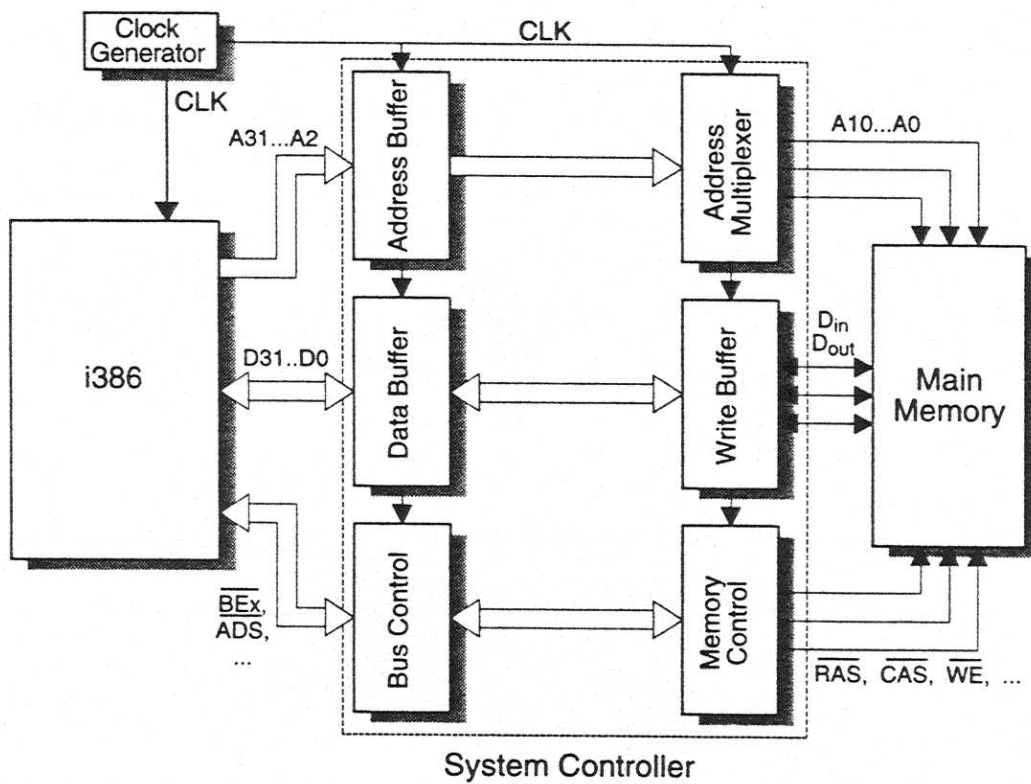 Clock
Generator
CLK
CLK
A31...A2
Address Buffer
Address
Multiplexer
A10...A0
i386
D31..D0
Data Buffer
Write Buffer
Din
Dout
Main
Memory
BEx,
ADS,
...
Bus Control
Memory
Control
RAS, CAS, WE, ...
System Controller